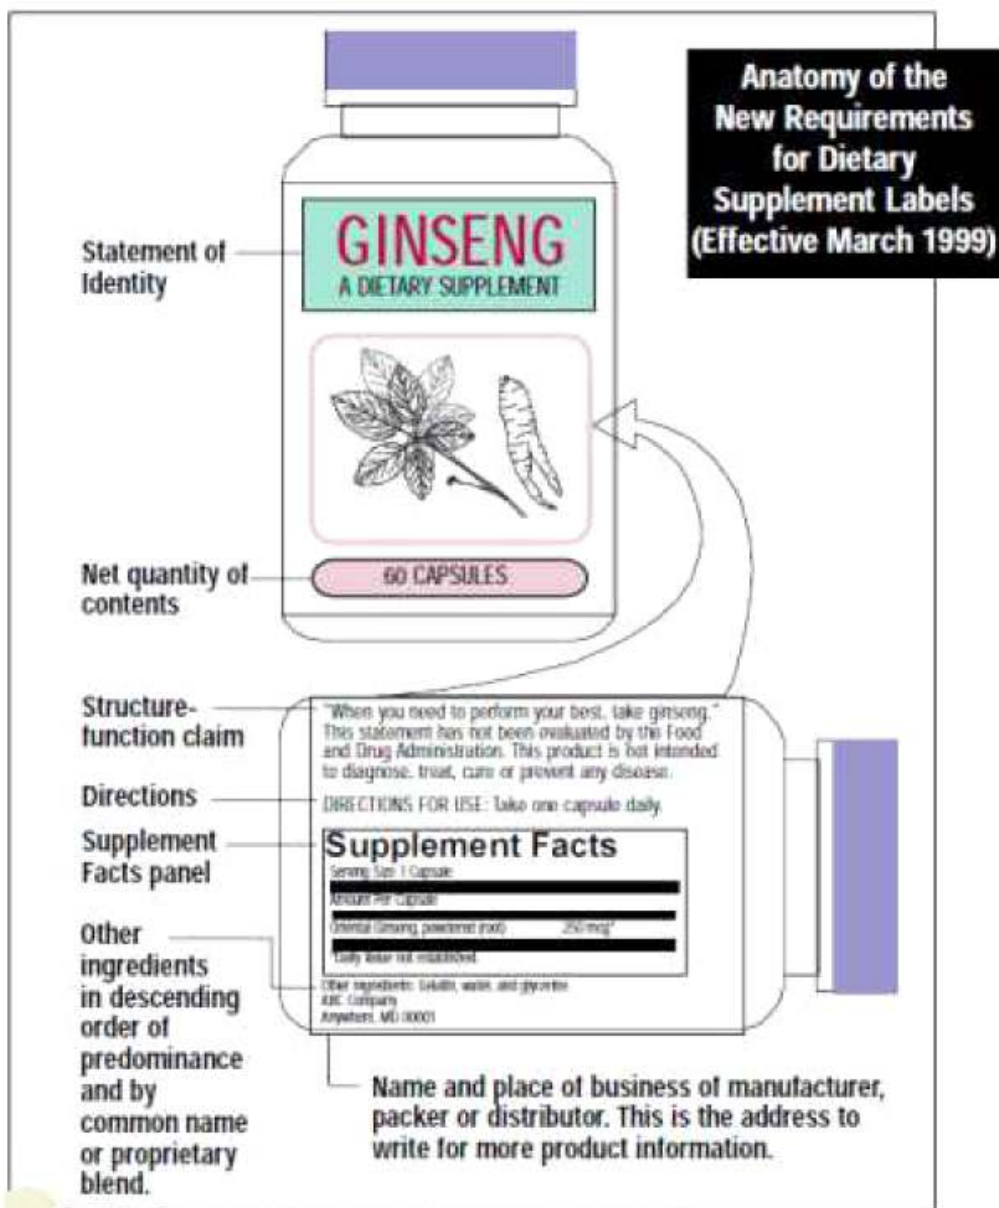 Anatomy of the
New Requirements
for Dietary
Supplement Labels
(Effective March 1999)
Statement of
Identity
GINSENG
A DIETARY SUPPLEMENT
Net quantity of
contents
60 CAPSULES
Structure-
function claim
"When you need to perform your best, take ginseng."
This statement has not been evaluated by the Food
and Drug Administration. This product is not intended
to diagnose, treat, cure or prevent any disease.
Directions
DIRECTIONS FOR USE: Take one capsule daily.
Supplement
Facts panel
Supplement Facts
Serving Size 1 Capsule
Amount Per Capsule
Oriental Ginseng, powdered (root) 250 mcg*
*Daily Value not established.
Other
ingredients
in descending
order of
predominance
and by
common name
or proprietary
blend.
Other ingredients: Gelatin, water, and glycerin
ABC Company
Anywhere, MD 00001
Name and place of business of manufacturer,
packer or distributor. This is the address to
write for more product information.